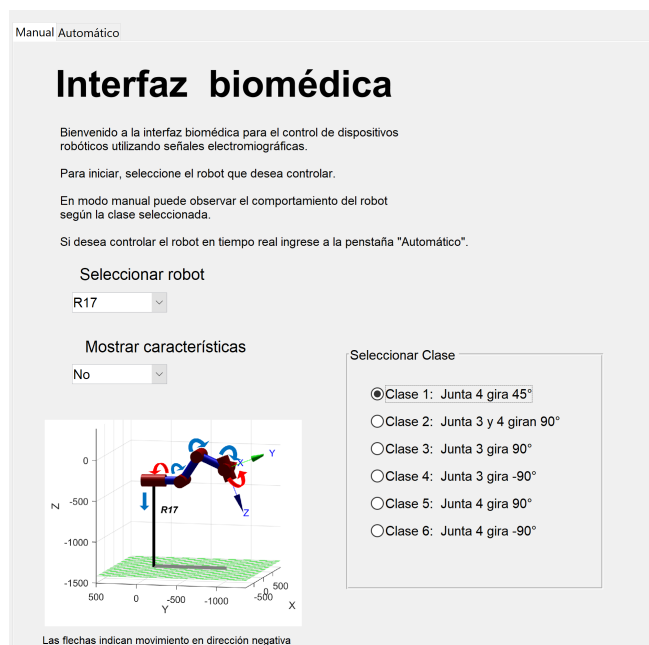 Manual Automático
Interfaz biomédica
Bienvenido a la interfaz biomédica para el control de dispositivos
robóticos utilizando señales electromiográficas.
Para iniciar, seleccione el robot que desea controlar.
En modo manual puede observar el comportamiento del robot
según la clase seleccionada.
Si desea controlar el robot en tiempo real ingrese a la penstaña "Automático".
Seleccionar robot
R17
Mostrar características
No
Seleccionar Clase
Clase 1: Junta 4 gira 45°
Clase 2: Junta 3 y 4 giran 90°
Clase 3: Junta 3 gira 90°
Clase 4: Junta 3 gira -90°
Clase 5: Junta 4 gira 90°
Clase 6: Junta 4 gira -90°
X
Y
Z
R17
Z
0
-500
-1000
-1500
500 0 -500 -1000
Y
-500 0 500
X
Las flechas indican movimiento en dirección negativa